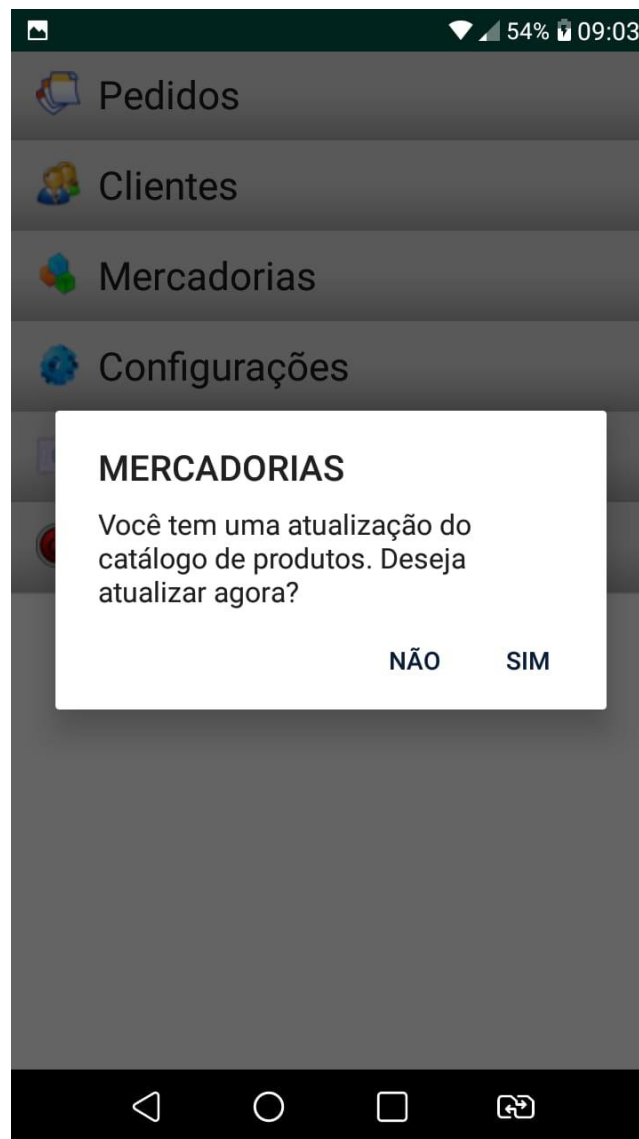 54% 09:03
Pedidos
Clientes
Mercadorias
Configurações
MERCADORIAS
Você tem uma atualização do
catálogo de produtos. Deseja
atualizar agora?
NÃO SIM